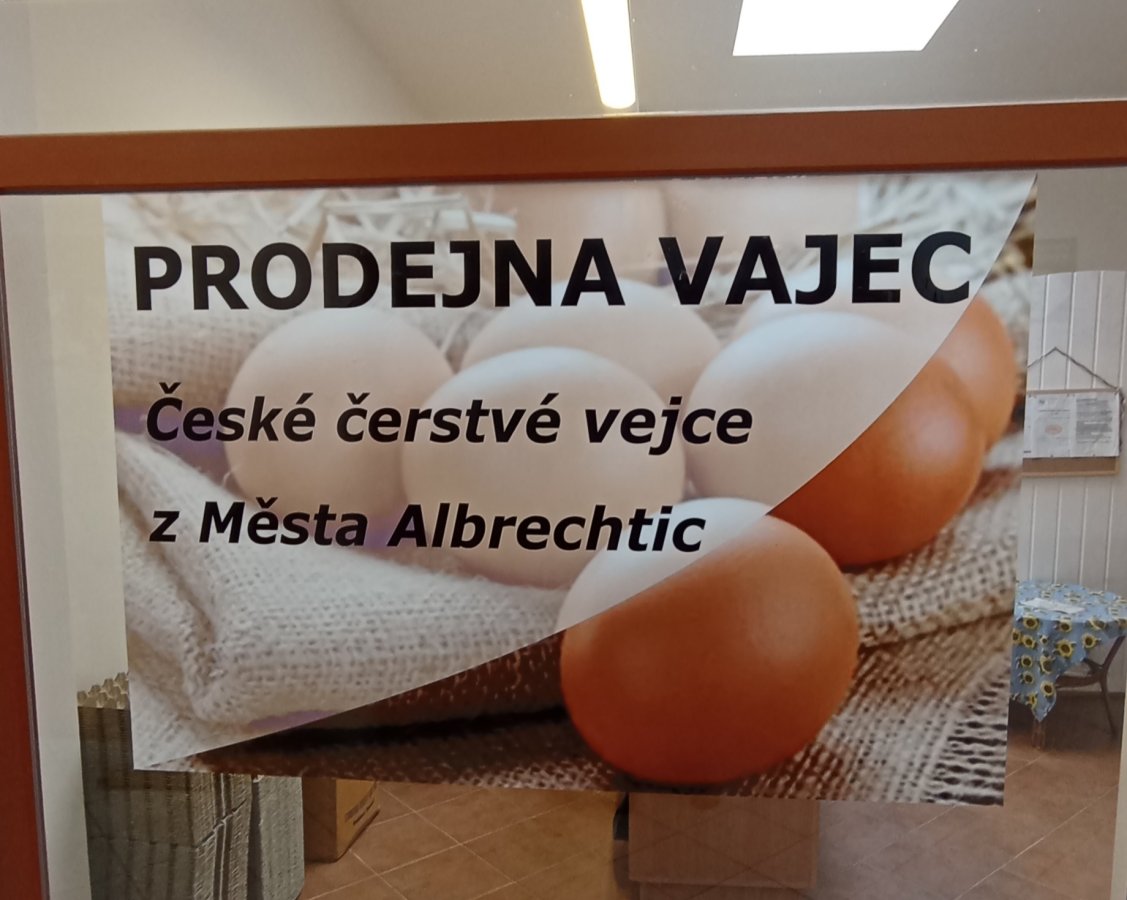 PRODEJNA VAJEC
České čerstvé vejce
z Města Albrechtic